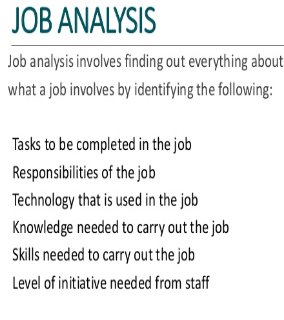 JOB ANALYSIS
Job analysis involves finding out everything about
what a job involves by identifying the following:
Tasks to be completed in the job
Responsibilities of the job
Technology that is used in the job
Knowledge needed to carry out the job
Skills needed to carry out the job
Level of initiative needed from staff